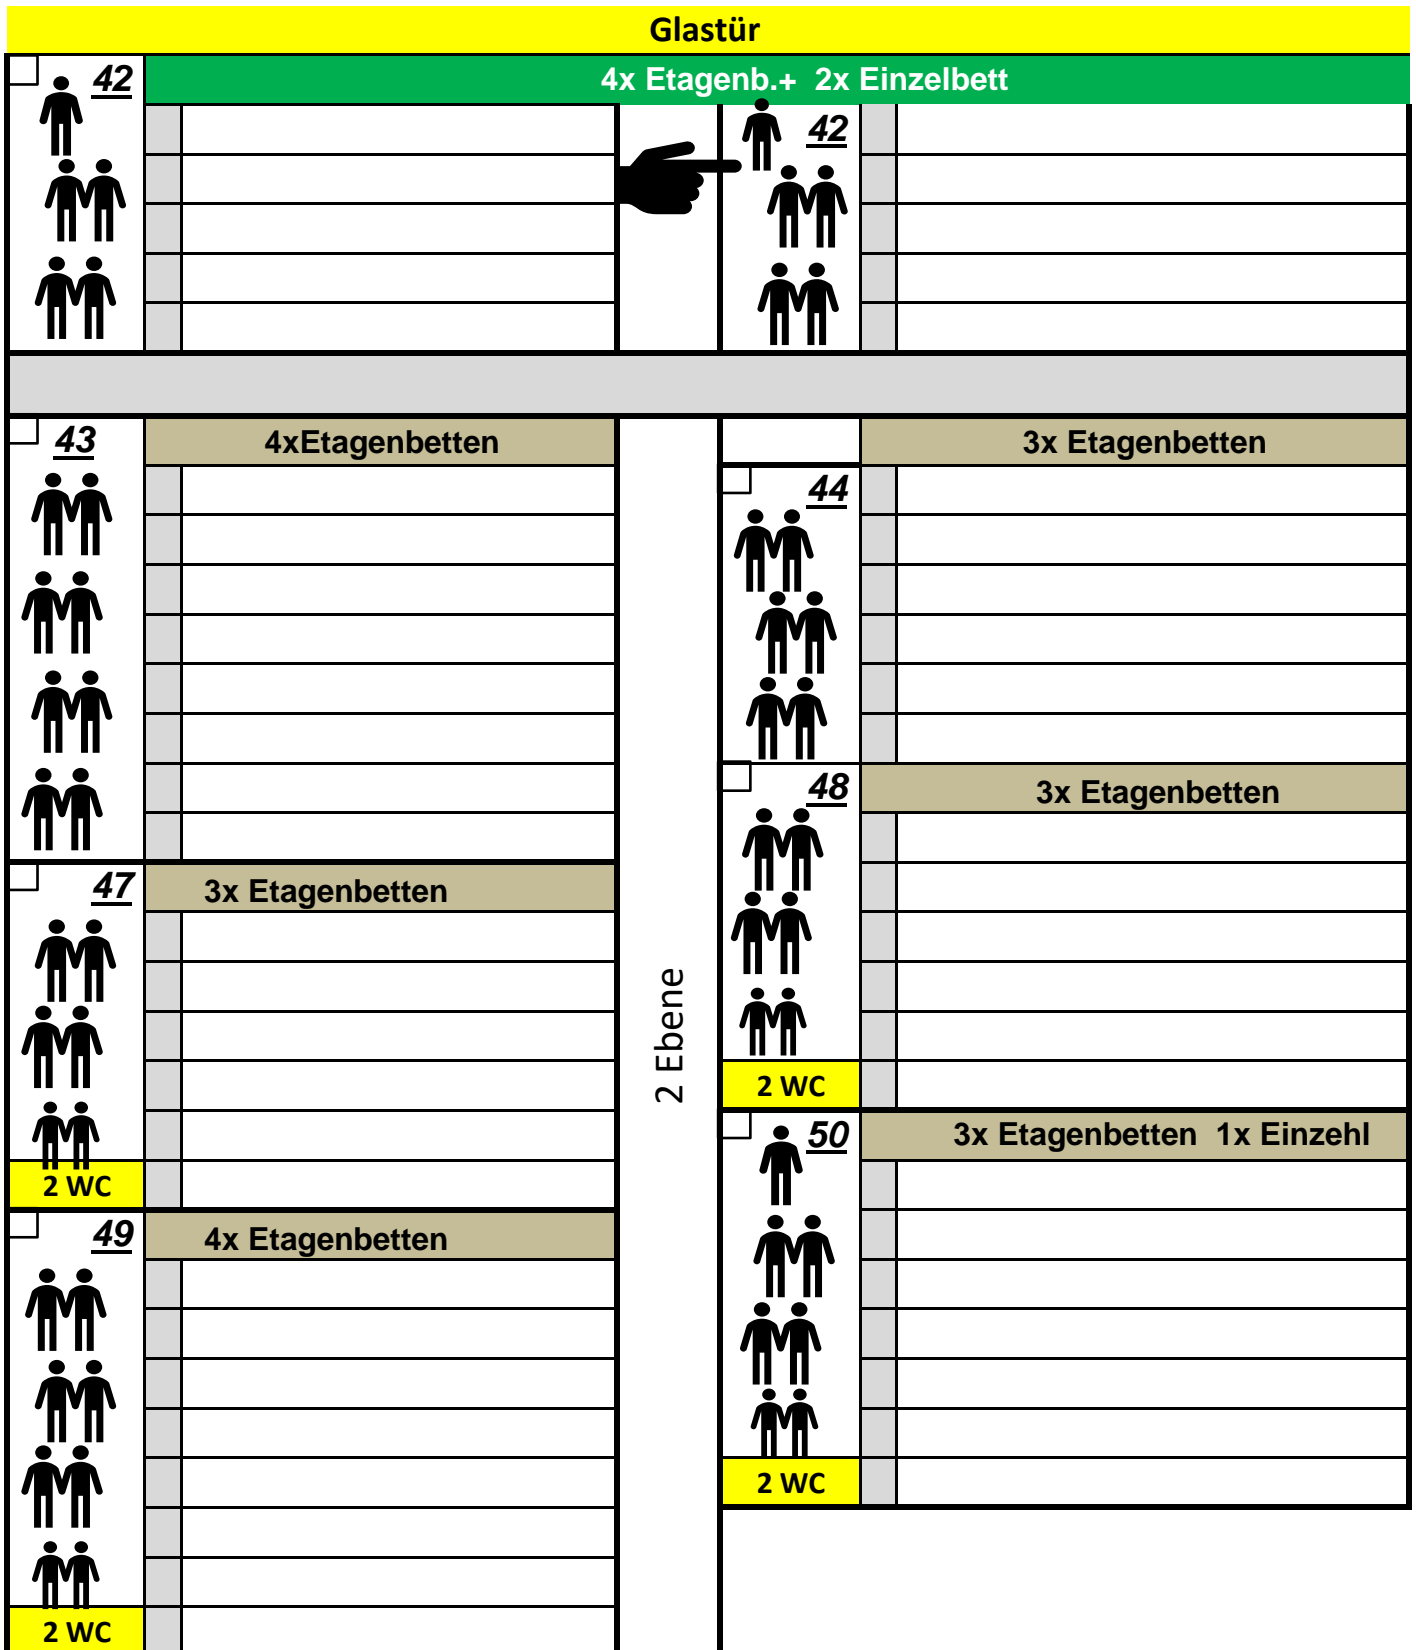 Glastür
42
4x Etagenb.+ 2x Einzelbett
42
43
4xEtagenbetten
3x Etagenbetten
44
48
3x Etagenbetten
47
3x Etagenbetten
2 Ebene
2 WC
50
3x Etagenbetten 1x Einzehl
2 WC
49
4x Etagenbetten
2 WC
2 WC